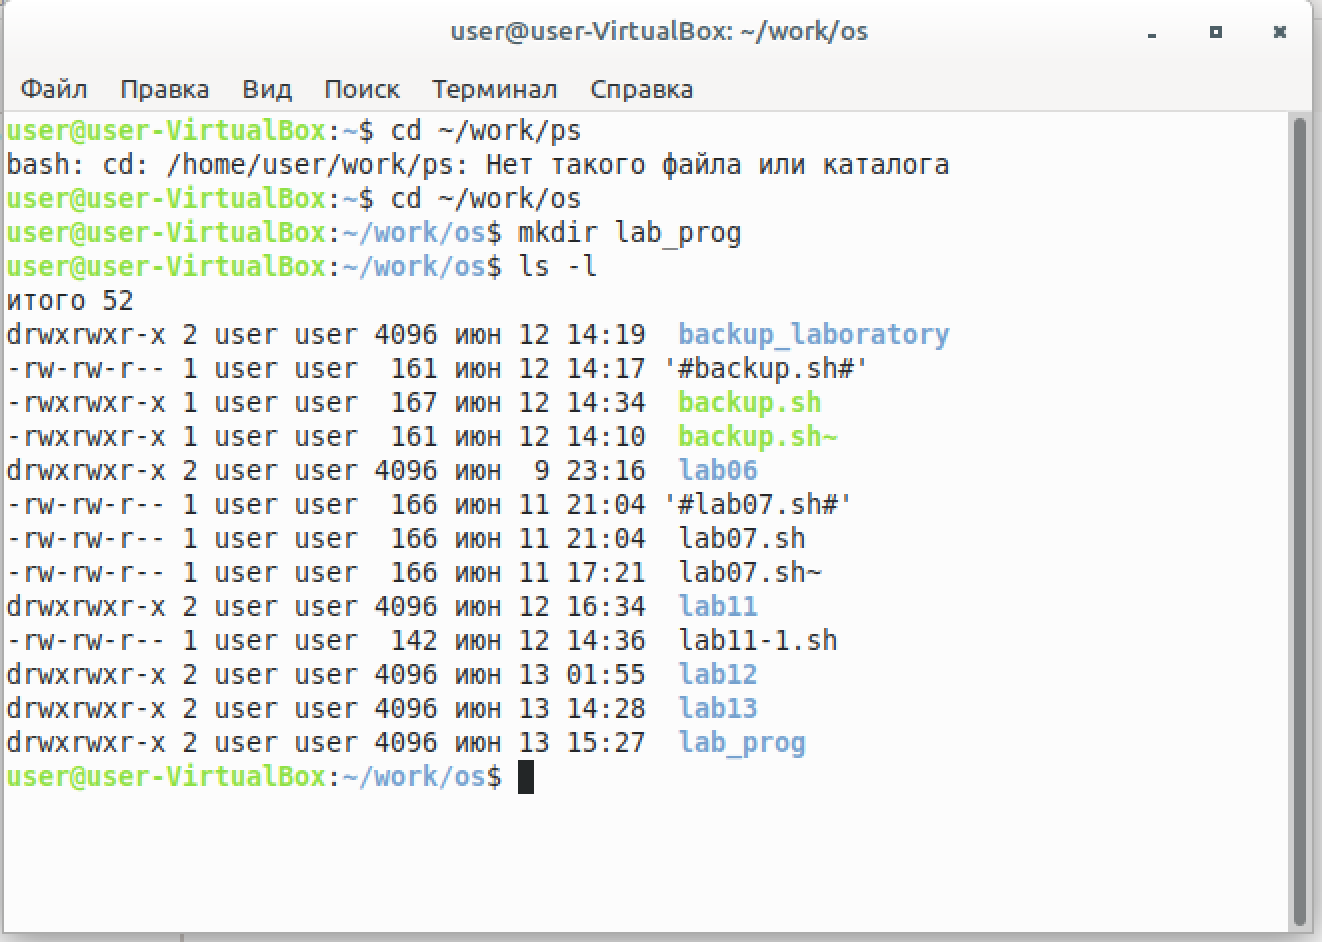 user@user-VirtualBox: ~/work/os
Файл Правка Вид Поиск Терминал Справка
user@user-VirtualBox:~$ cd ~/work/ps
bash: cd: /home/user/work/ps: Нет такого файла или каталога
user@user-VirtualBox:~$ cd ~/work/os
user@user-VirtualBox:~/work/os$ mkdir lab_prog
user@user-VirtualBox:~/work/os$ ls -l
итого 52
drwxrwxr-x 2 user user 4096 июн 12 14:19  backup_laboratory
-rw-rw-r-- 1 user user  161 июн 12 14:17 '#backup.sh#'
-rwxrwxr-x 1 user user  167 июн 12 14:34  backup.sh
-rwxrwxr-x 1 user user  161 июн 12 14:10  backup.sh~
drwxrwxr-x 2 user user 4096 июн  9 23:16  lab06
-rw-rw-r-- 1 user user  166 июн 11 21:04 '#lab07.sh#'
-rw-rw-r-- 1 user user  166 июн 11 21:04  lab07.sh
-rw-rw-r-- 1 user user  166 июн 11 17:21  lab07.sh~
drwxrwxr-x 2 user user 4096 июн 12 16:34  lab11
-rw-rw-r-- 1 user user  142 июн 12 14:36  lab11-1.sh
drwxrwxr-x 2 user user 4096 июн 13 01:55  lab12
drwxrwxr-x 2 user user 4096 июн 13 14:28  lab13
drwxrwxr-x 2 user user 4096 июн 13 15:27  lab_prog
user@user-VirtualBox:~/work/os$